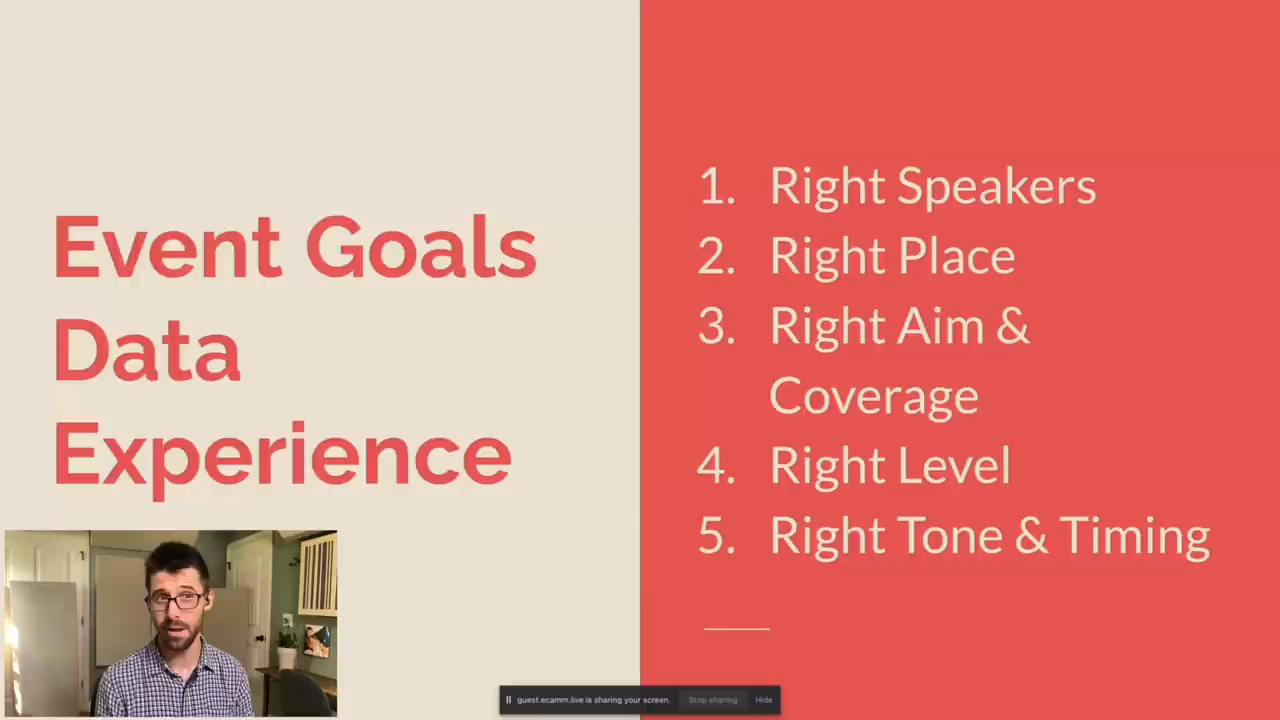 Event Goals
Data
Experience
1. Right Speakers
2. Right Place
3. Right Aim &
Coverage
4. Right Level
5. Right Tone & Timing
guest.ecamm.live is sharing your screen. Stop sharing Hide